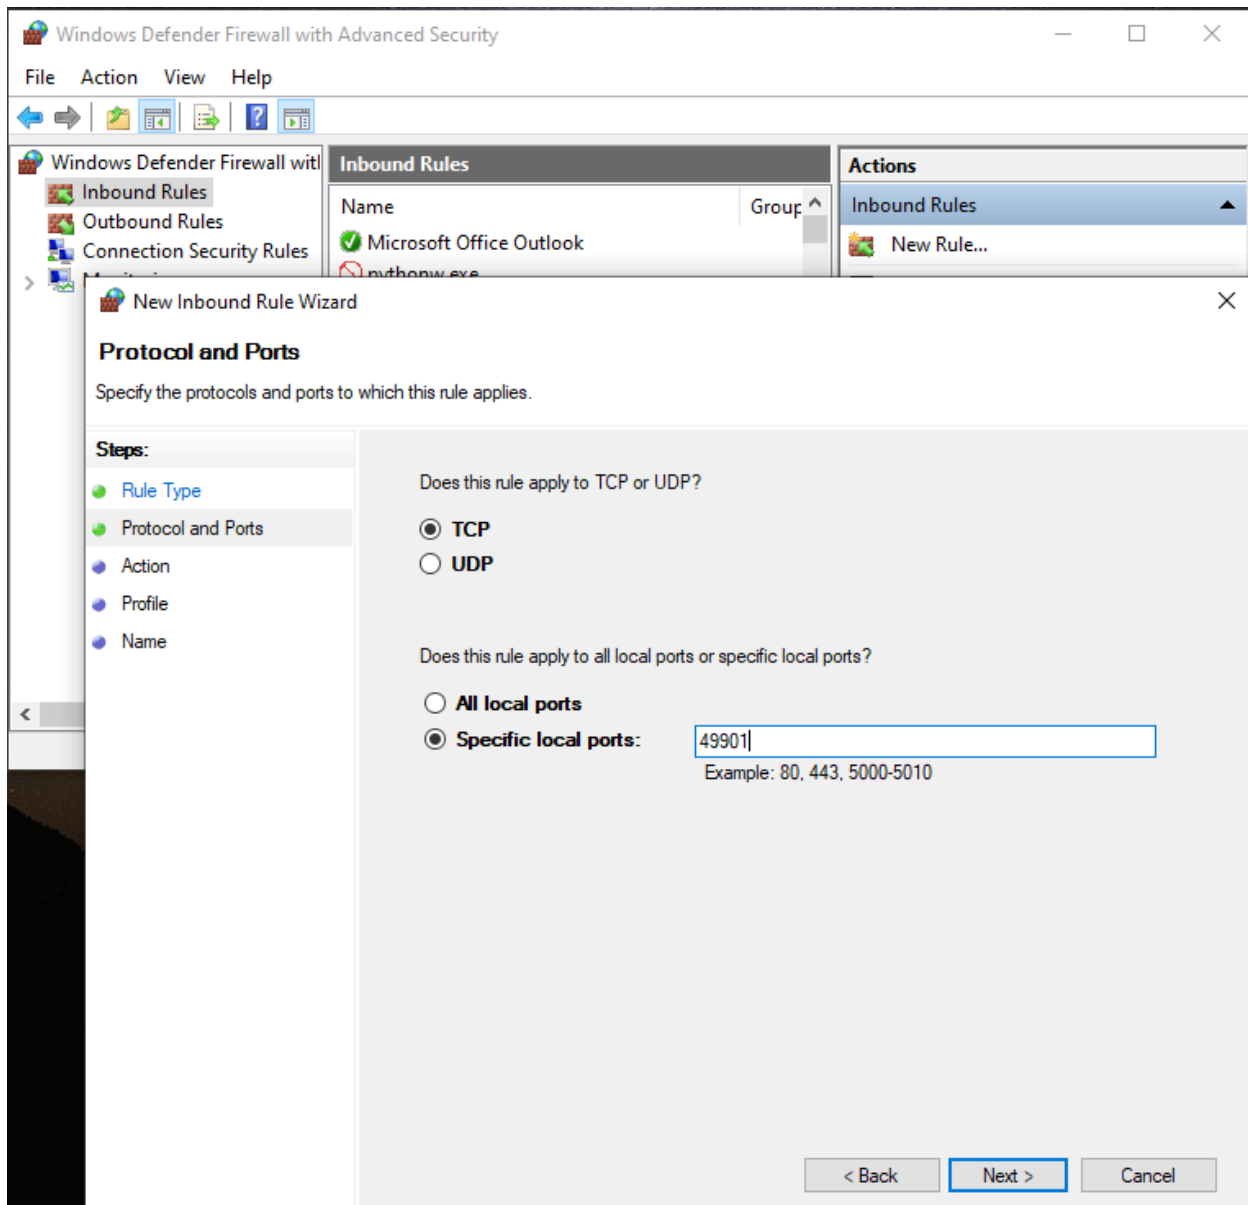 Windows Defender Firewall with Advanced Security
File Action View Help
Windows Defender Firewall with
Inbound Rules
Outbound Rules
Connection Security Rules
Inbound Rules
Name Group
Microsoft Office Outlook
pythonw.exe
Actions
Inbound Rules
New Rule...
New Inbound Rule Wizard
Protocol and Ports
Specify the protocols and ports to which this rule applies.
Steps:
Rule Type
Protocol and Ports
Action
Profile
Name
Does this rule apply to TCP or UDP?
TCP
UDP
Does this rule apply to all local ports or specific local ports?
All local ports
Specific local ports: 49901
Example: 80, 443, 5000-5010
< Back Next > Cancel